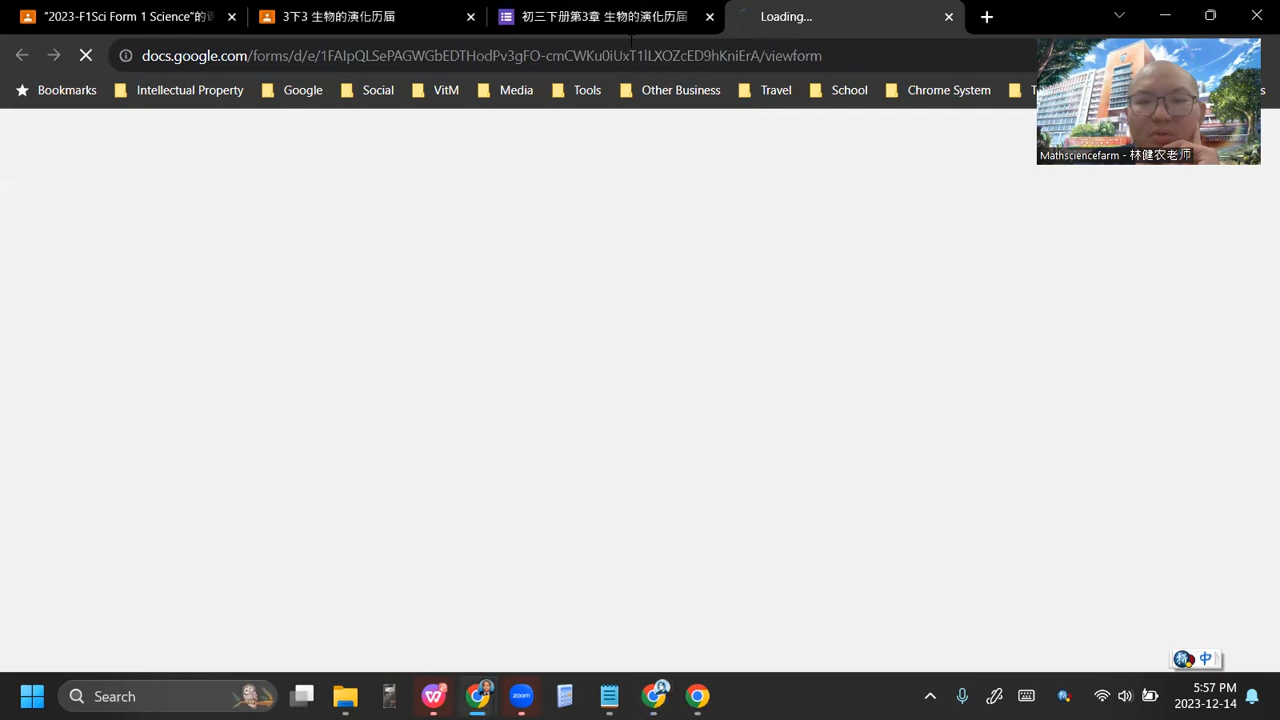 "2023-F1Sci Form 1 Science"的
3下3 生物的演化历届
初三下册第3章 生物的演化历届
Loading...
docs.google.com/forms/d/e/
/viewform
Bookmarks
Intellectual Property
Google
Social
VitM
Media
Tools
Other Business
Travel
School
Chrome System
Mathsciencefarm - 林健农老师
中
Search
5:57 PM
2023-12-14